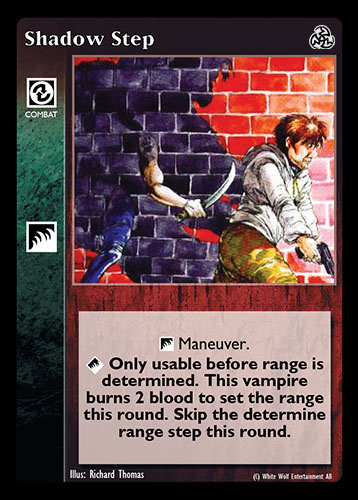 Shadow Step
COMBAT
Maneuver.
Only usable before range is
determined. This vampire
burns 2 blood to set the range
this round. Skip the determine
range step this round.
Illus: Richard Thomas
(C) White Wolf Entertainment AB